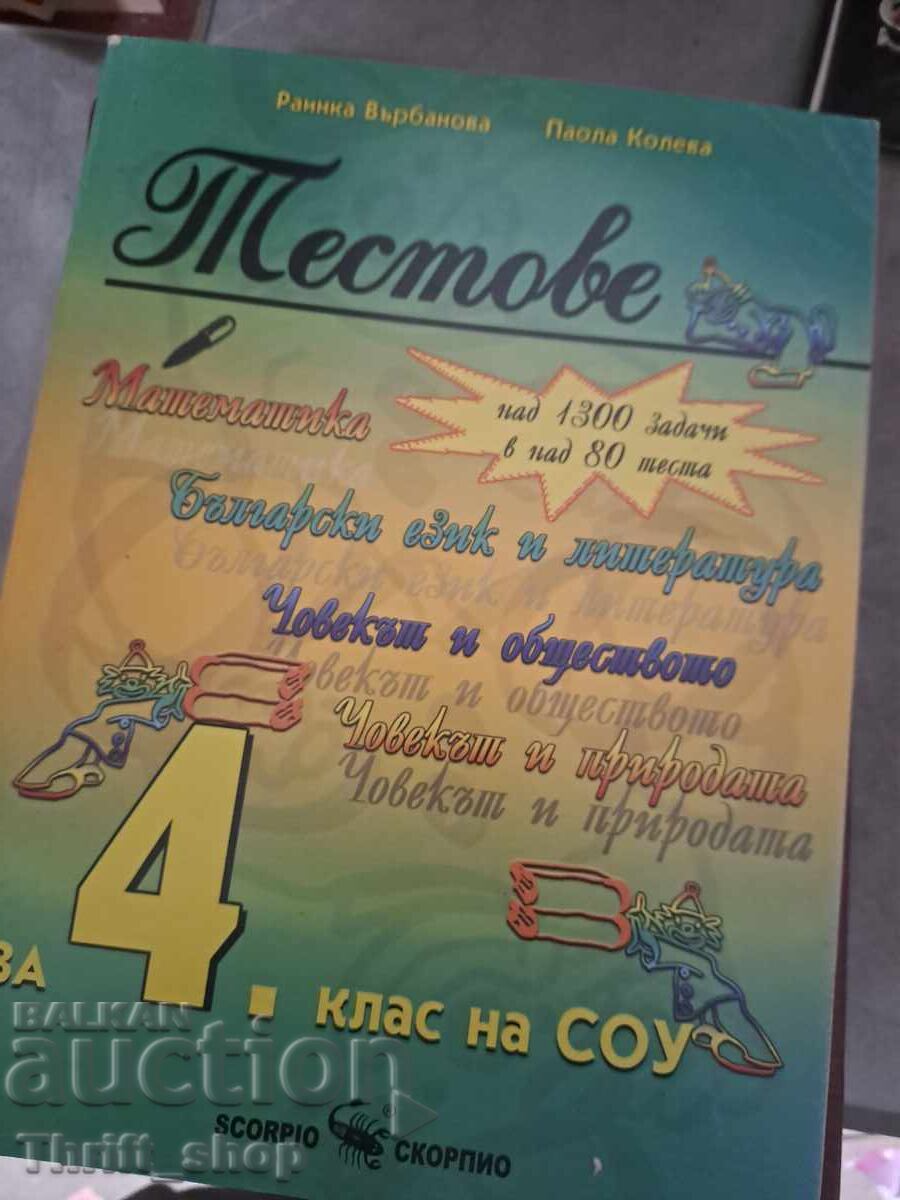 Раинка Върбанова Паола Колева
Тестове
Математика
над 1300 задачи
в над 80 теста
Български език и литература
Човекът и обществото
Човекът и природата
ЗА 4. клас на СОУ
BALKAN
auction
SCORPIO ® СКОРПИО
Thrift_shop